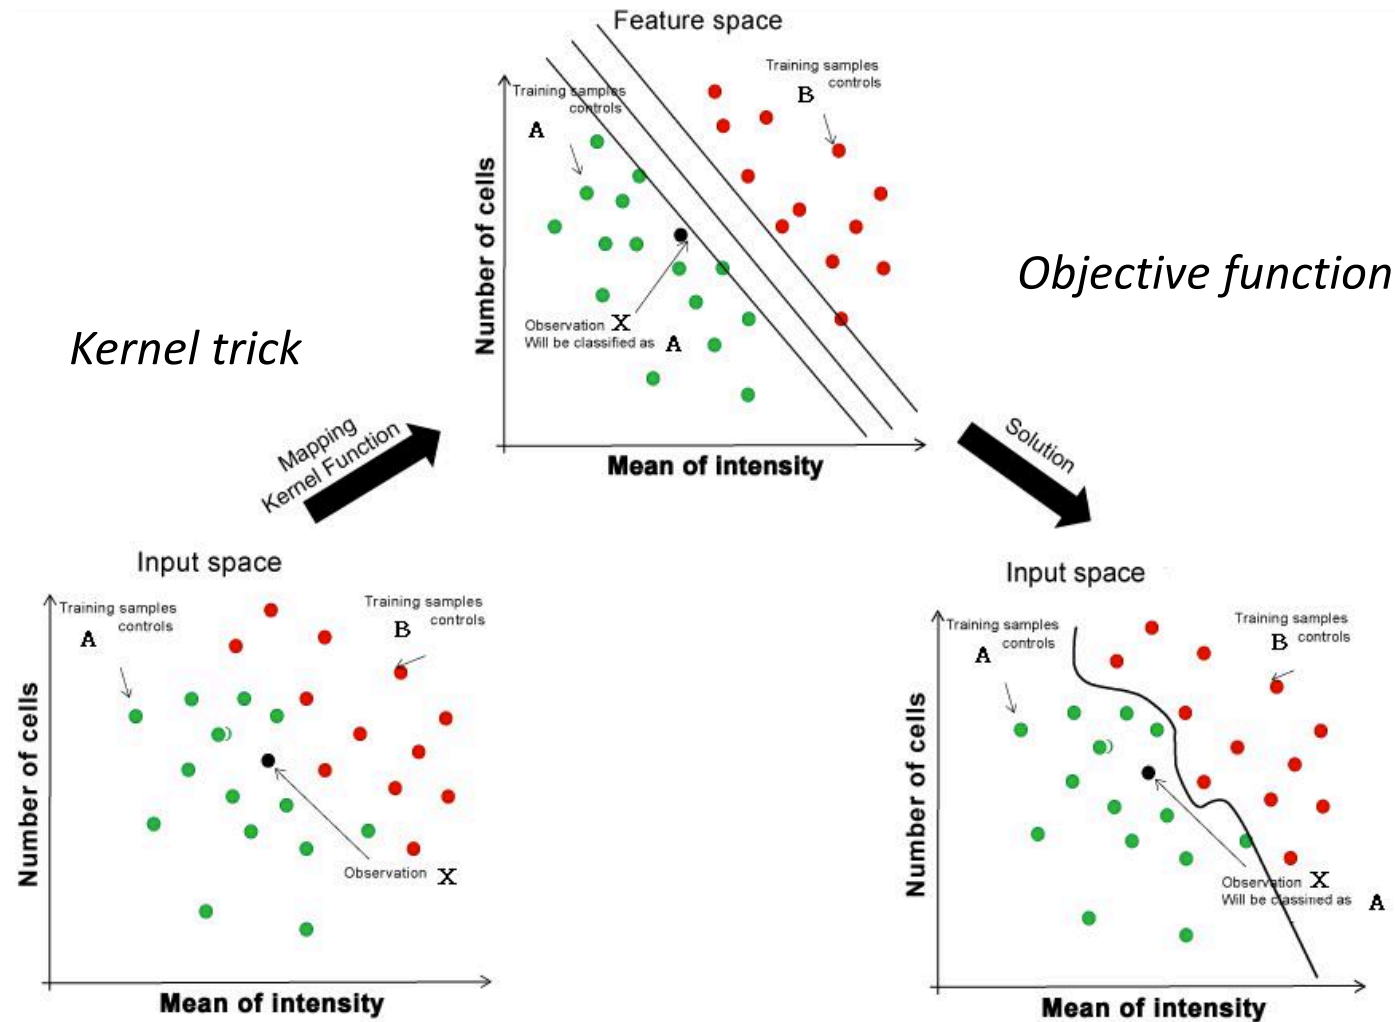 Feature space
Training samples
controls
B
Training samples
controls
A
Number of cells
Observation X
Will be classified as A
Mean of intensity
Kernel trick
Objective function
Mapping
Kernel Function
Solution
Input space
Training samples
controls
A
Training samples
controls
B
Number of cells
Observation X
Mean of intensity
Input space
Training samples
controls
A
Training samples
controls
B
Number of cells
Observation X
Will be classified as A
Mean of intensity